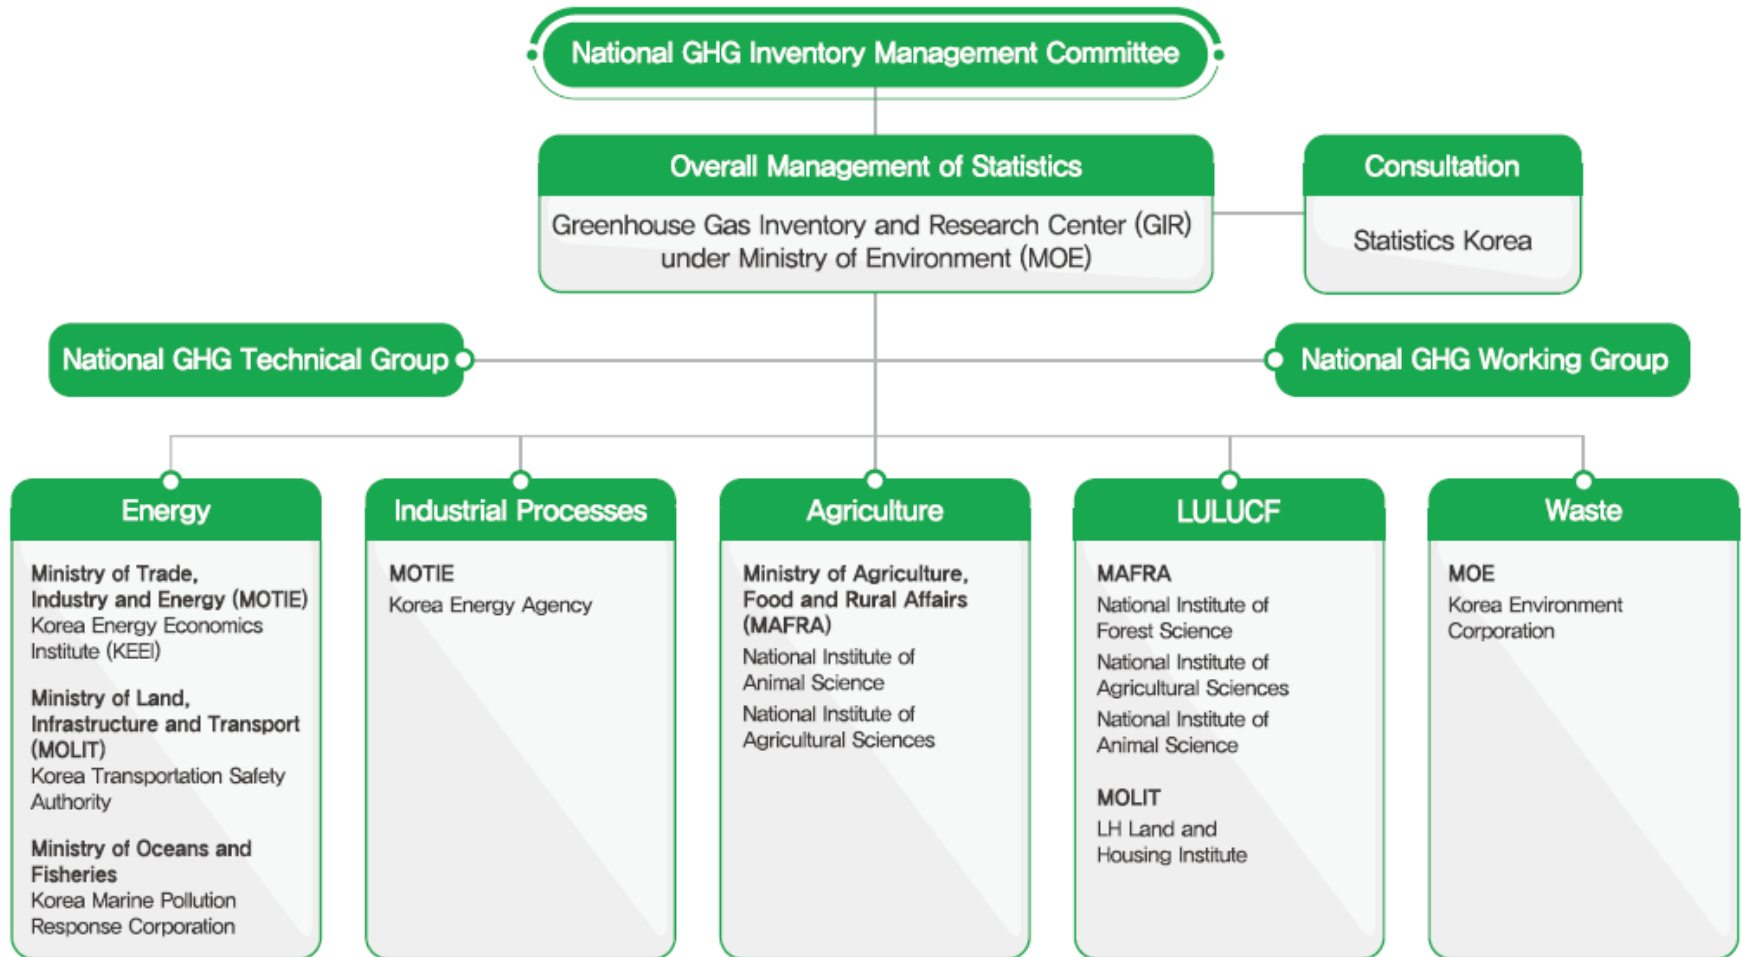 National GHG Inventory Management Committee
Overall Management of Statistics
Greenhouse Gas Inventory and Research Center (GIR)
under Ministry of Environment (MOE)
Consultation
Statistics Korea
National GHG Technical Group
National GHG Working Group
Energy
Ministry of Trade,
Industry and Energy (MOTIE)
Korea Energy Economics
Institute (KEEI)
Ministry of Land,
Infrastructure and Transport
(MOLIT)
Korea Transportation Safety
Authority
Ministry of Oceans and
Fisheries
Korea Marine Pollution
Response Corporation
Industrial Processes
MOTIE
Korea Energy Agency
Agriculture
Ministry of Agriculture,
Food and Rural Affairs
(MAFRA)
National Institute of
Animal Science
National Institute of
Agricultural Sciences
LULUCF
MAFRA
National Institute of
Forest Science
National Institute of
Agricultural Sciences
National Institute of
Animal Science
MOLIT
LH Land and
Housing Institute
Waste
MOE
Korea Environment
Corporation